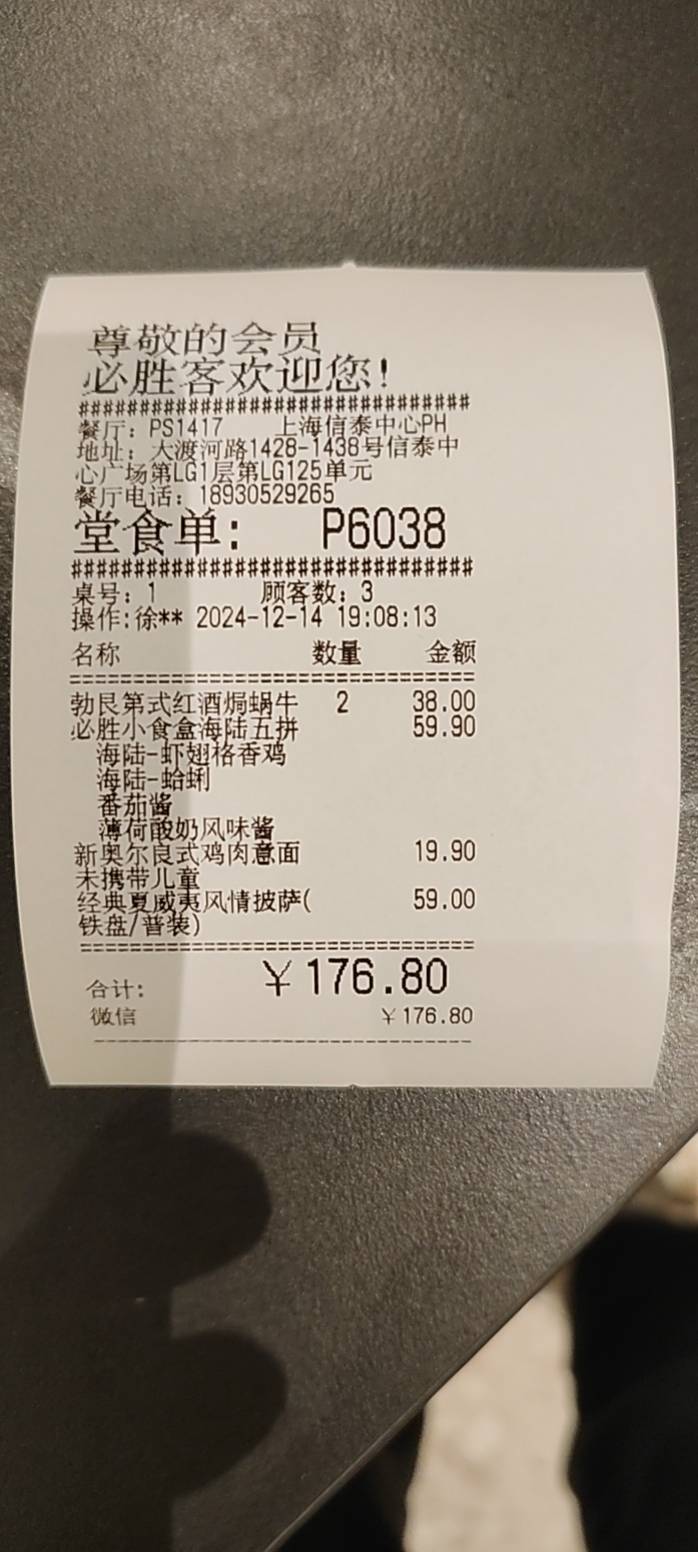 尊敬的会员
必胜客欢迎您!
################################
餐厅: PS1417 上海信泰中心PH
地址: 大渡河路1428-1438号信泰中
心广场第LG1层第LG125单元
餐厅电话: 18930529265
堂食单: P6038
################################
桌号: 1 顾客数: 3
操作:徐** 2024-12-14 19:08:13
名称 数量 金额
================================
勃艮第式红酒焗蜗牛 2 38.00
必胜小食盒海陆五拼 59.90
海陆-虾翅格香鸡
海陆-蛤蜊
番茄酱
薄荷酸奶风味酱
新奥尔良式鸡肉意面 19.90
未携带儿童
经典夏威夷风情披萨( 59.00
铁盘/普装)
================================
合计: ￥176.80
微信 ￥176.80
--------------------------------